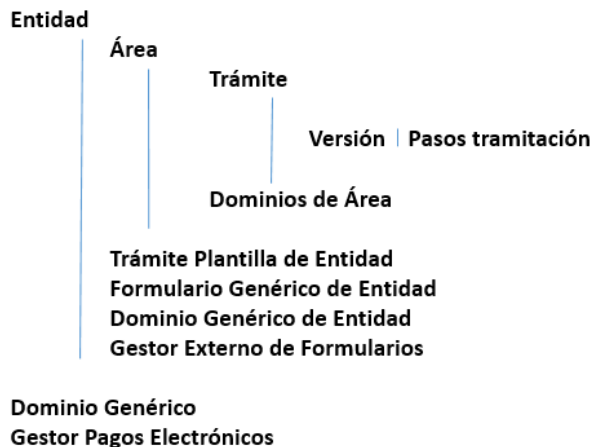 Entidad
Área
Trámite
Versión | Pasos tramitación
Dominios de Área
Trámite Plantilla de Entidad
Formulario Genérico de Entidad
Dominio Genérico de Entidad
Gestor Externo de Formularios
Dominio Genérico
Gestor Pagos Electrónicos